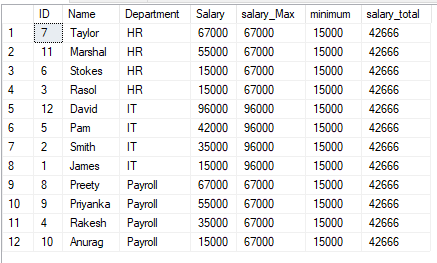 ID Name Department Salary salary_Max minimum salary_total
1 7 Taylor HR 67000 67000 15000 42666
2 11 Marshal HR 55000 67000 15000 42666
3 6 Stokes HR 15000 67000 15000 42666
4 3 Rasol HR 15000 67000 15000 42666
5 12 David IT 96000 96000 15000 42666
6 5 Pam IT 42000 96000 15000 42666
7 2 Smith IT 35000 96000 15000 42666
8 1 James IT 15000 96000 15000 42666
9 8 Preety Payroll 67000 67000 15000 42666
10 9 Priyanka Payroll 55000 67000 15000 42666
11 4 Rakesh Payroll 35000 67000 15000 42666
12 10 Anurag Payroll 15000 67000 15000 42666